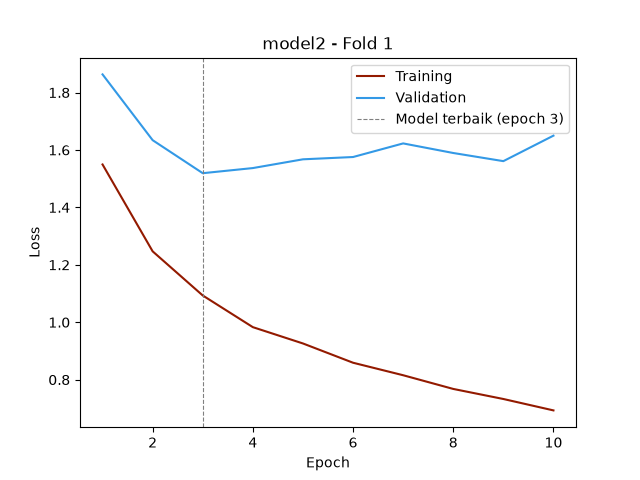 model2 - Fold 1
Training
Validation
Model terbaik (epoch 3)
1.8
1.6
1.4
1.2
1.0
0.8
Loss
2
4
6
8
10
Epoch